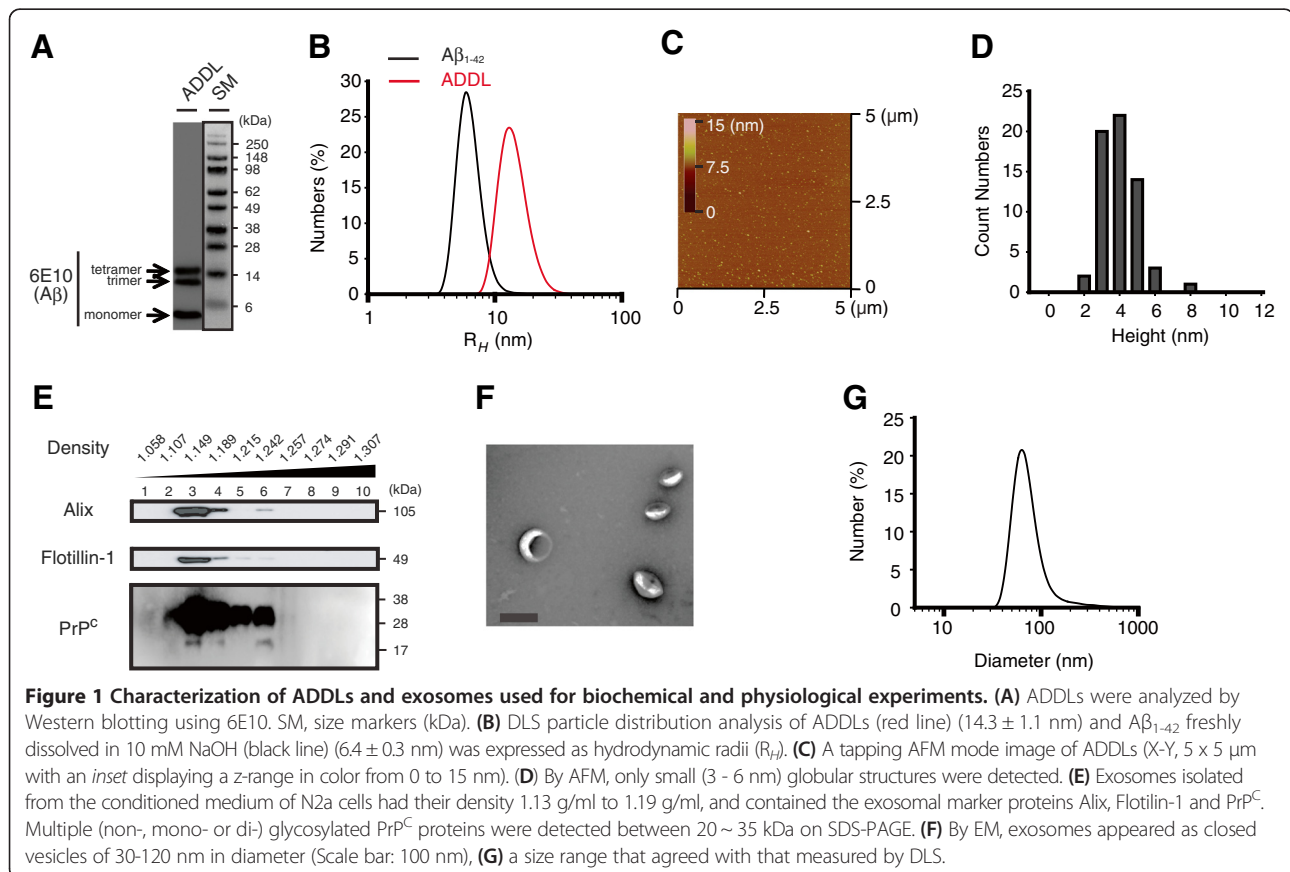 A
B
C
D
ADDL
SM
(kDa)
250
148
98
62
49
38
28
14
6
6E10
(Aβ)
tetramer
trimer
monomer
Aβ1-42
ADDL
30
25
20
15
10
5
0
Numbers (%)
1
10
100
RH (nm)
15 (nm)
7.5
0
5 (µm)
2.5
0
0
2.5
5 (µm)
25
20
15
10
5
0
Count Numbers
0 2 4 6 8 10 12
Height (nm)
E
F
G
Density
1.058 1.107 1.149 1.189 1.215 1.242 1.257 1.274 1.291 1.307
1 2 3 4 5 6 7 8 9 10 (kDa)
Alix
105
Flotillin-1
49
PrPC
38
28
17
25
20
15
10
5
0
Number (%)
10
100
1000
Diameter (nm)
Figure 1 Characterization of ADDLs and exosomes used for biochemical and physiological experiments. (A) ADDLs were analyzed by
Western blotting using 6E10. SM, size markers (kDa). (B) DLS particle distribution analysis of ADDLs (red line) (14.3 ± 1.1 nm) and Aβ1-42 freshly
dissolved in 10 mM NaOH (black line) (6.4 ± 0.3 nm) was expressed as hydrodynamic radii (RH). (C) A tapping AFM mode image of ADDLs (X-Y, 5 x 5 µm
with an inset displaying a z-range in color from 0 to 15 nm). (D) By AFM, only small (3 - 6 nm) globular structures were detected. (E) Exosomes isolated
from the conditioned medium of N2a cells had their density 1.13 g/ml to 1.19 g/ml, and contained the exosomal marker proteins Alix, Flotilin-1 and PrPC.
Multiple (non-, mono- or di-) glycosylated PrPC proteins were detected between 20 ~ 35 kDa on SDS-PAGE. (F) By EM, exosomes appeared as closed
vesicles of 30-120 nm in diameter (Scale bar: 100 nm), (G) a size range that agreed with that measured by DLS.